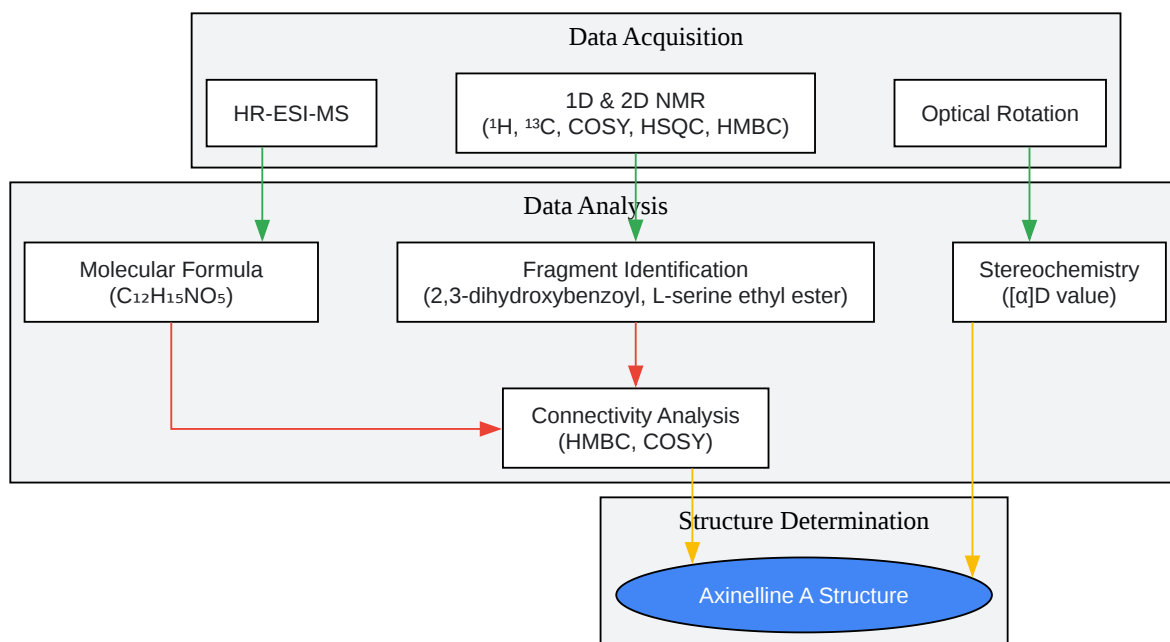 Data Acquisition
HR-ESI-MS
1D & 2D NMR
(¹H, ¹³C, COSY, HSQC, HMBC)
Optical Rotation
Data Analysis
Molecular Formula
(C₁₂H₁₅NO₅)
Fragment Identification
(2,3-dihydroxybenzoyl, L-serine ethyl ester)
Stereochemistry
([α]D value)
Connectivity Analysis
(HMBC, COSY)
Structure Determination
Axinelline A Structure